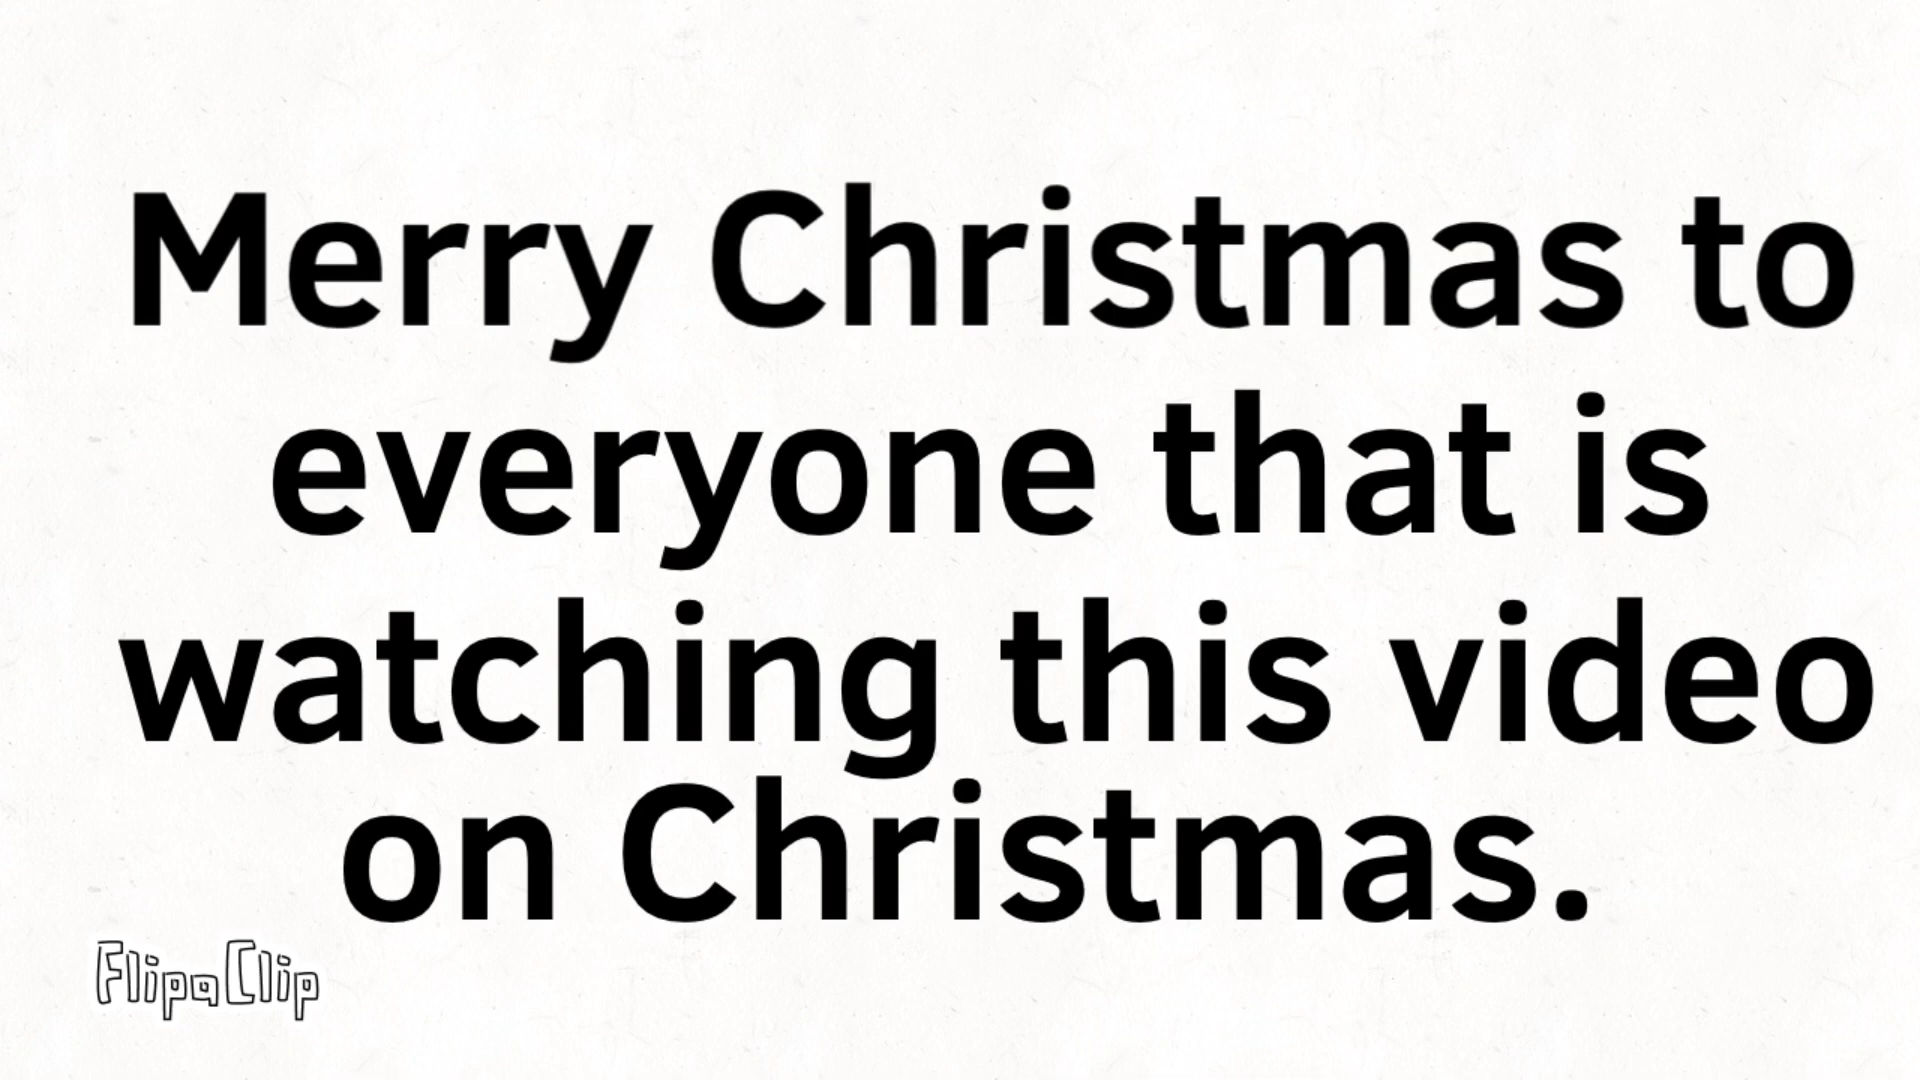 Merry Christmas to
everyone that is
watching this video
on Christmas.
FlipaClip